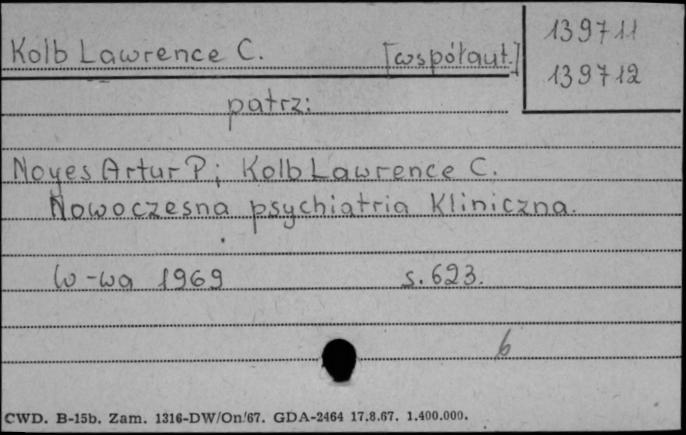 Kolb Lawrence C. [współaut.]
139711
139712
patrz:
Noyes Artur P; Kolb Lawrence C.
Nowoczesna psychiatria Kliniczna.
W-wa 1969 s. 623.
6
CWD. B-15b. Zam. 1316-DW/On/67. GDA-2464 17.8.67. 1.400.000.